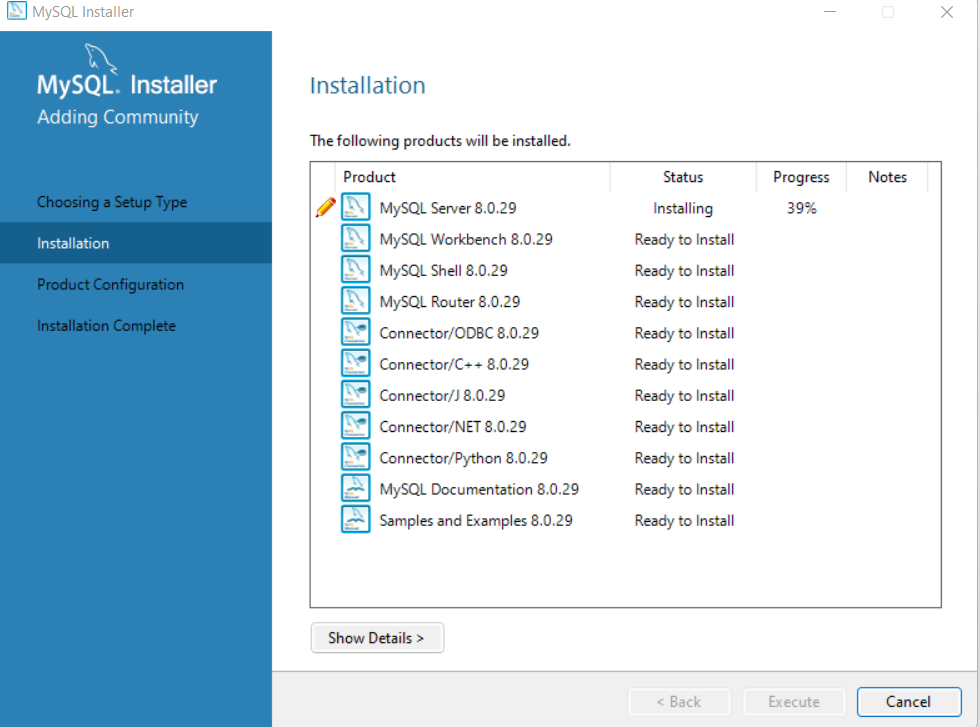 MySQL Installer
MySQL. Installer
Adding Community
Choosing a Setup Type
Installation
Product Configuration
Installation Complete
Installation
The following products will be installed.
Product Status Progress Notes
MySQL Server 8.0.29 Installing 39%
MySQL Workbench 8.0.29 Ready to Install
MySQL Shell 8.0.29 Ready to Install
MySQL Router 8.0.29 Ready to Install
Connector/ODBC 8.0.29 Ready to Install
Connector/C++ 8.0.29 Ready to Install
Connector/J 8.0.29 Ready to Install
Connector/NET 8.0.29 Ready to Install
Connector/Python 8.0.29 Ready to Install
MySQL Documentation 8.0.29 Ready to Install
Samples and Examples 8.0.29 Ready to Install
Show Details >
< Back Execute Cancel